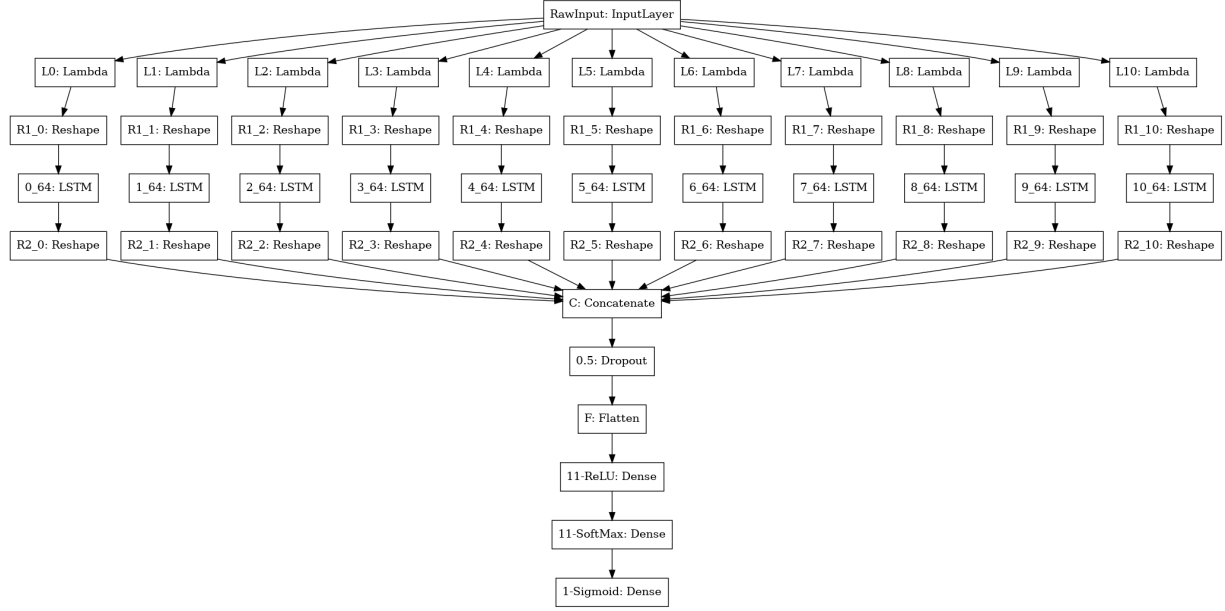 RawInput: InputLayer
L0: Lambda
L1: Lambda
L2: Lambda
L3: Lambda
L4: Lambda
L5: Lambda
L6: Lambda
L7: Lambda
L8: Lambda
L9: Lambda
L10: Lambda
R1_0: Reshape
R1_1: Reshape
R1_2: Reshape
R1_3: Reshape
R1_4: Reshape
R1_5: Reshape
R1_6: Reshape
R1_7: Reshape
R1_8: Reshape
R1_9: Reshape
R1_10: Reshape
0_64: LSTM
1_64: LSTM
2_64: LSTM
3_64: LSTM
4_64: LSTM
5_64: LSTM
6_64: LSTM
7_64: LSTM
8_64: LSTM
9_64: LSTM
10_64: LSTM
R2_0: Reshape
R2_1: Reshape
R2_2: Reshape
R2_3: Reshape
R2_4: Reshape
R2_5: Reshape
R2_6: Reshape
R2_7: Reshape
R2_8: Reshape
R2_9: Reshape
R2_10: Reshape
C: Concatenate
0.5: Dropout
F: Flatten
11-ReLU: Dense
11-SoftMax: Dense
1-Sigmoid: Dense